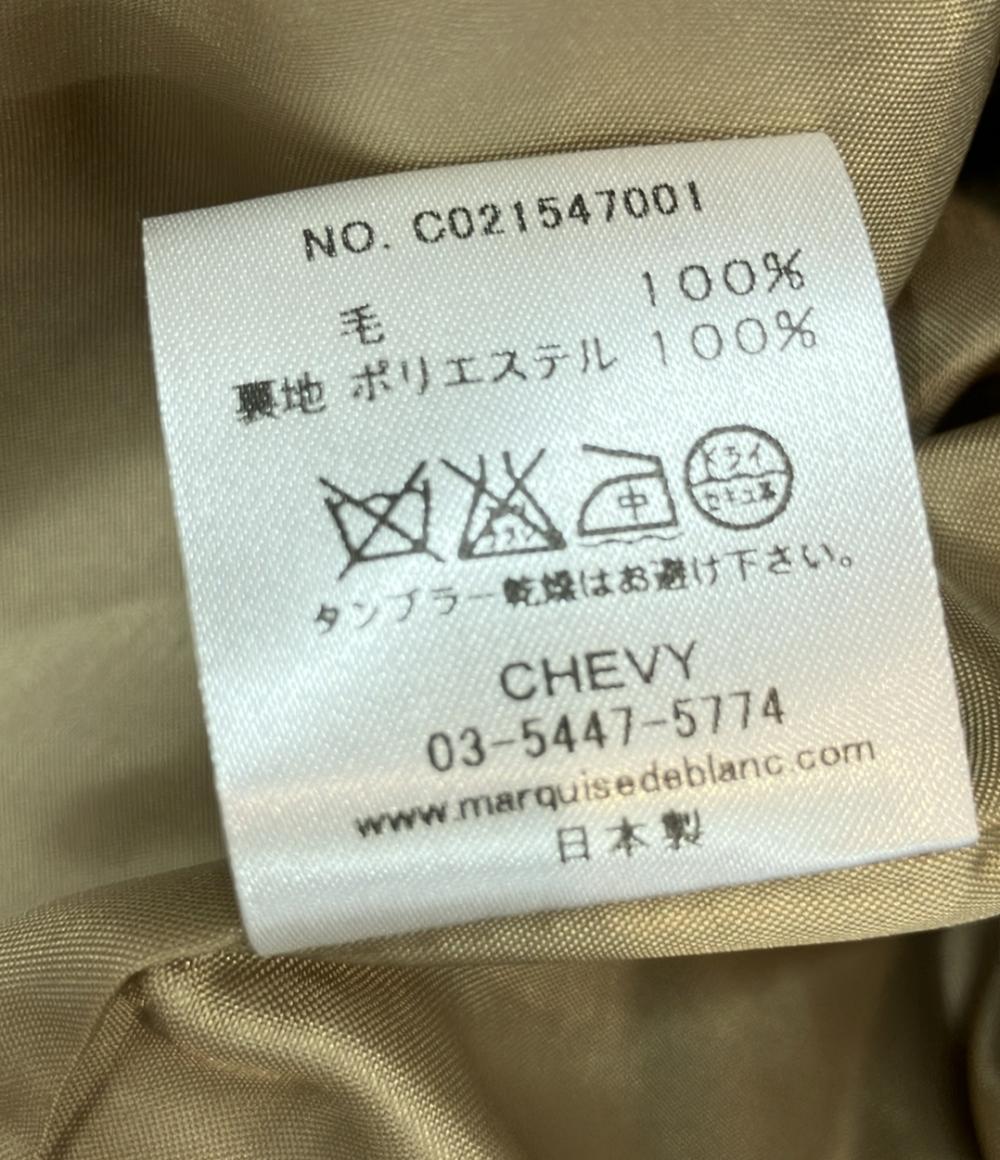 NO. C021547001
毛 100%
裏地 ポリエステル 100%
中 ドライ
セキユ系
タンブラー乾燥はお避け下さい。
CHEVY
03-5447-5774
www.marquisedeblanc.com
日本製